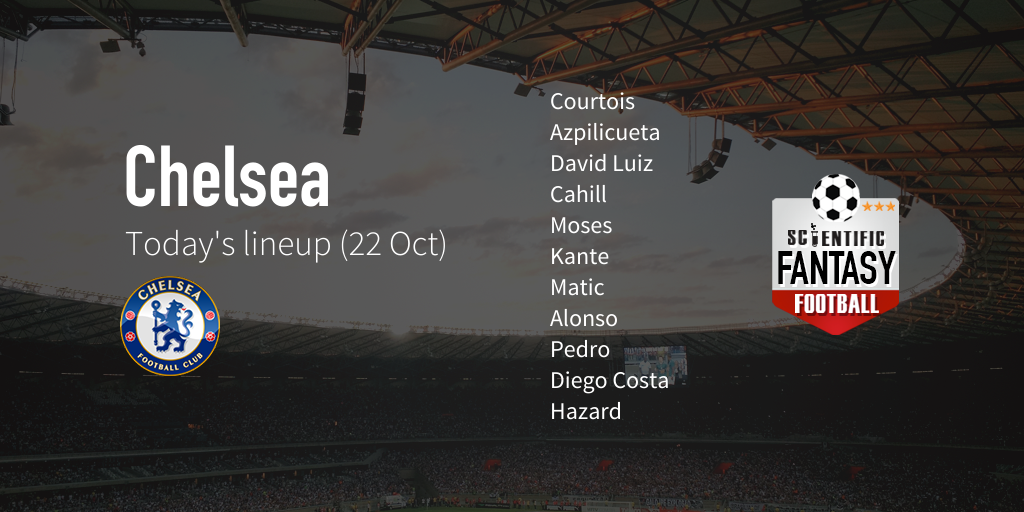 Chelsea
Today's lineup (22 Oct)
CHELSEA
FOOTBALL CLUB
Courtois
Azpilicueta
David Luiz
Cahill
Moses
Kante
Matic
Alonso
Pedro
Diego Costa
Hazard
SCIENTIFIC
FANTASY
FOOTBALL